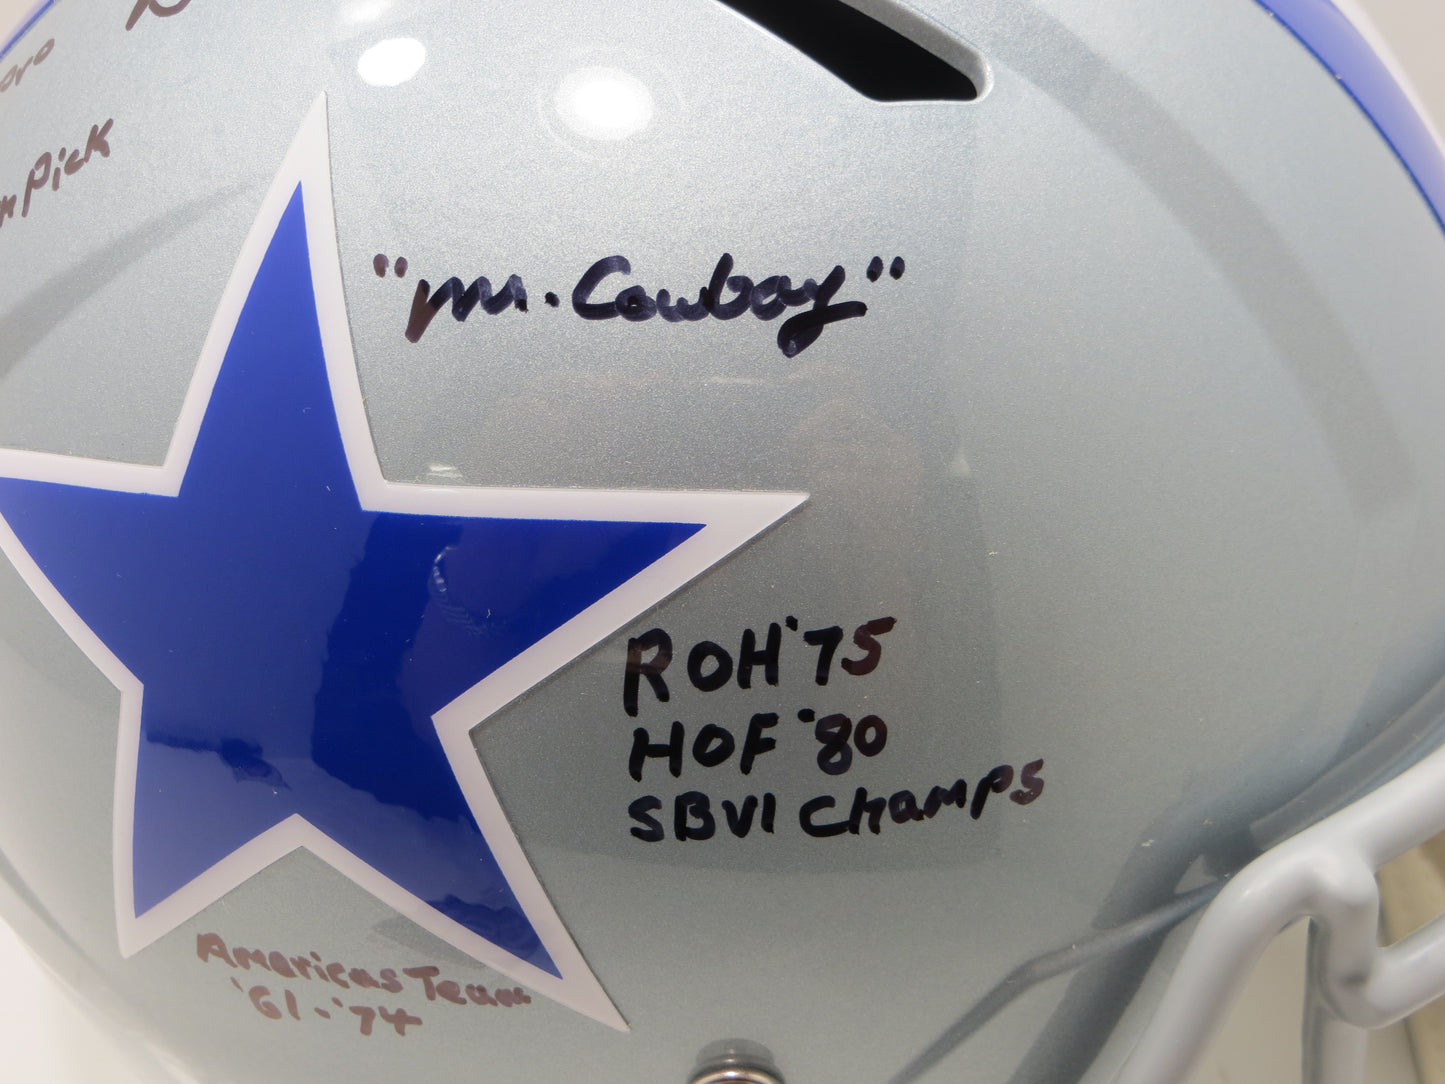 Pick
"Mr. Cowboy"
ROH '75
HOF '80
SBVI Champs
Americas Team
'61-'74